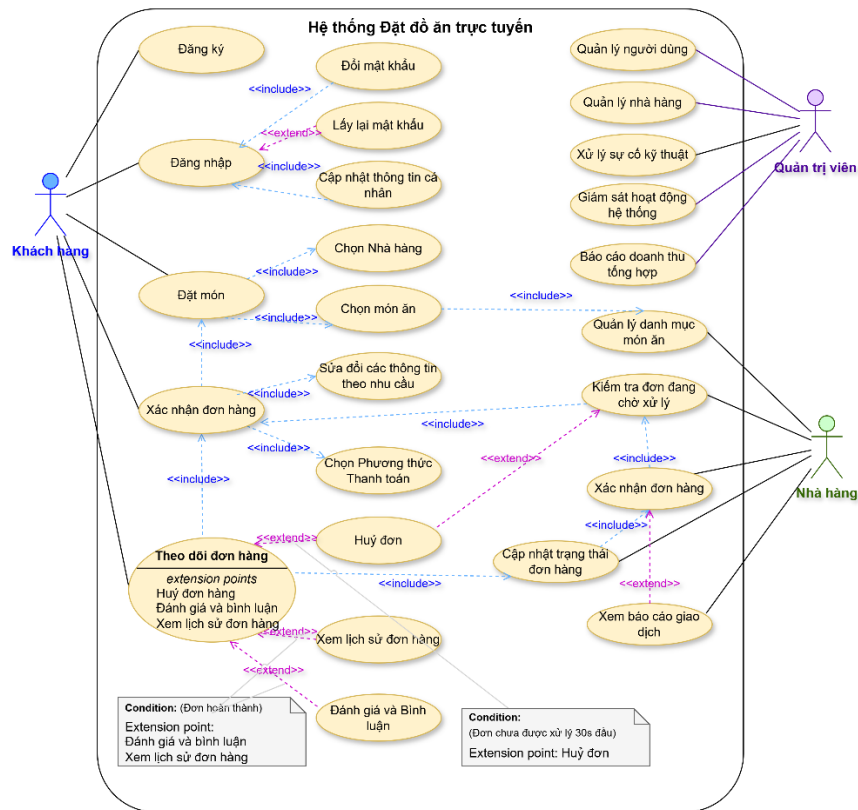 Hệ thống Đặt đồ ăn trực tuyến
Đăng ký
Đổi mật khẩu
<<include>>
Lấy lại mật khẩu
<<extend>>
Đăng nhập
<<include>>
Cập nhật thông tin cá
nhân
Khách hàng
Chọn Nhà hàng
<<include>>
Đặt món
Chọn món ăn
<<include>>
<<include>>
<<include>>
Sửa đổi các thông tin
theo nhu cầu
<<include>>
Xác nhận đơn hàng
<<include>>
<<include>>
Chọn Phương thức
Thanh toán
<<include>>
<<include>>
Huỷ đơn
<<extend>>
<<extend>>
Theo dõi đơn hàng
extension points
Huỷ đơn hàng
Đánh giá và bình luận
Xem lịch sử đơn hàng
<<include>>
<<extend>>
Xem lịch sử đơn hàng
<<extend>>
Đánh giá và Bình
luận
Condition: (Đơn hoàn thành)
Extension point:
Đánh giá và bình luận
Xem lịch sử đơn hàng
Condition:
(Đơn chưa được xử lý 30s đầu)
Extension point: Huỷ đơn
Quản lý người dùng
Quản lý nhà hàng
Xử lý sự cố kỹ thuật
Giám sát hoạt động
hệ thống
Báo cáo doanh thu
tổng hợp
Quản trị viên
Quản lý danh mục
món ăn
Kiểm tra đơn đang
chờ xử lý
<<include>>
Xác nhận đơn hàng
<<include>>
Cập nhật trạng thái
đơn hàng
<<extend>>
Xem báo cáo giao
dịch
Nhà hàng